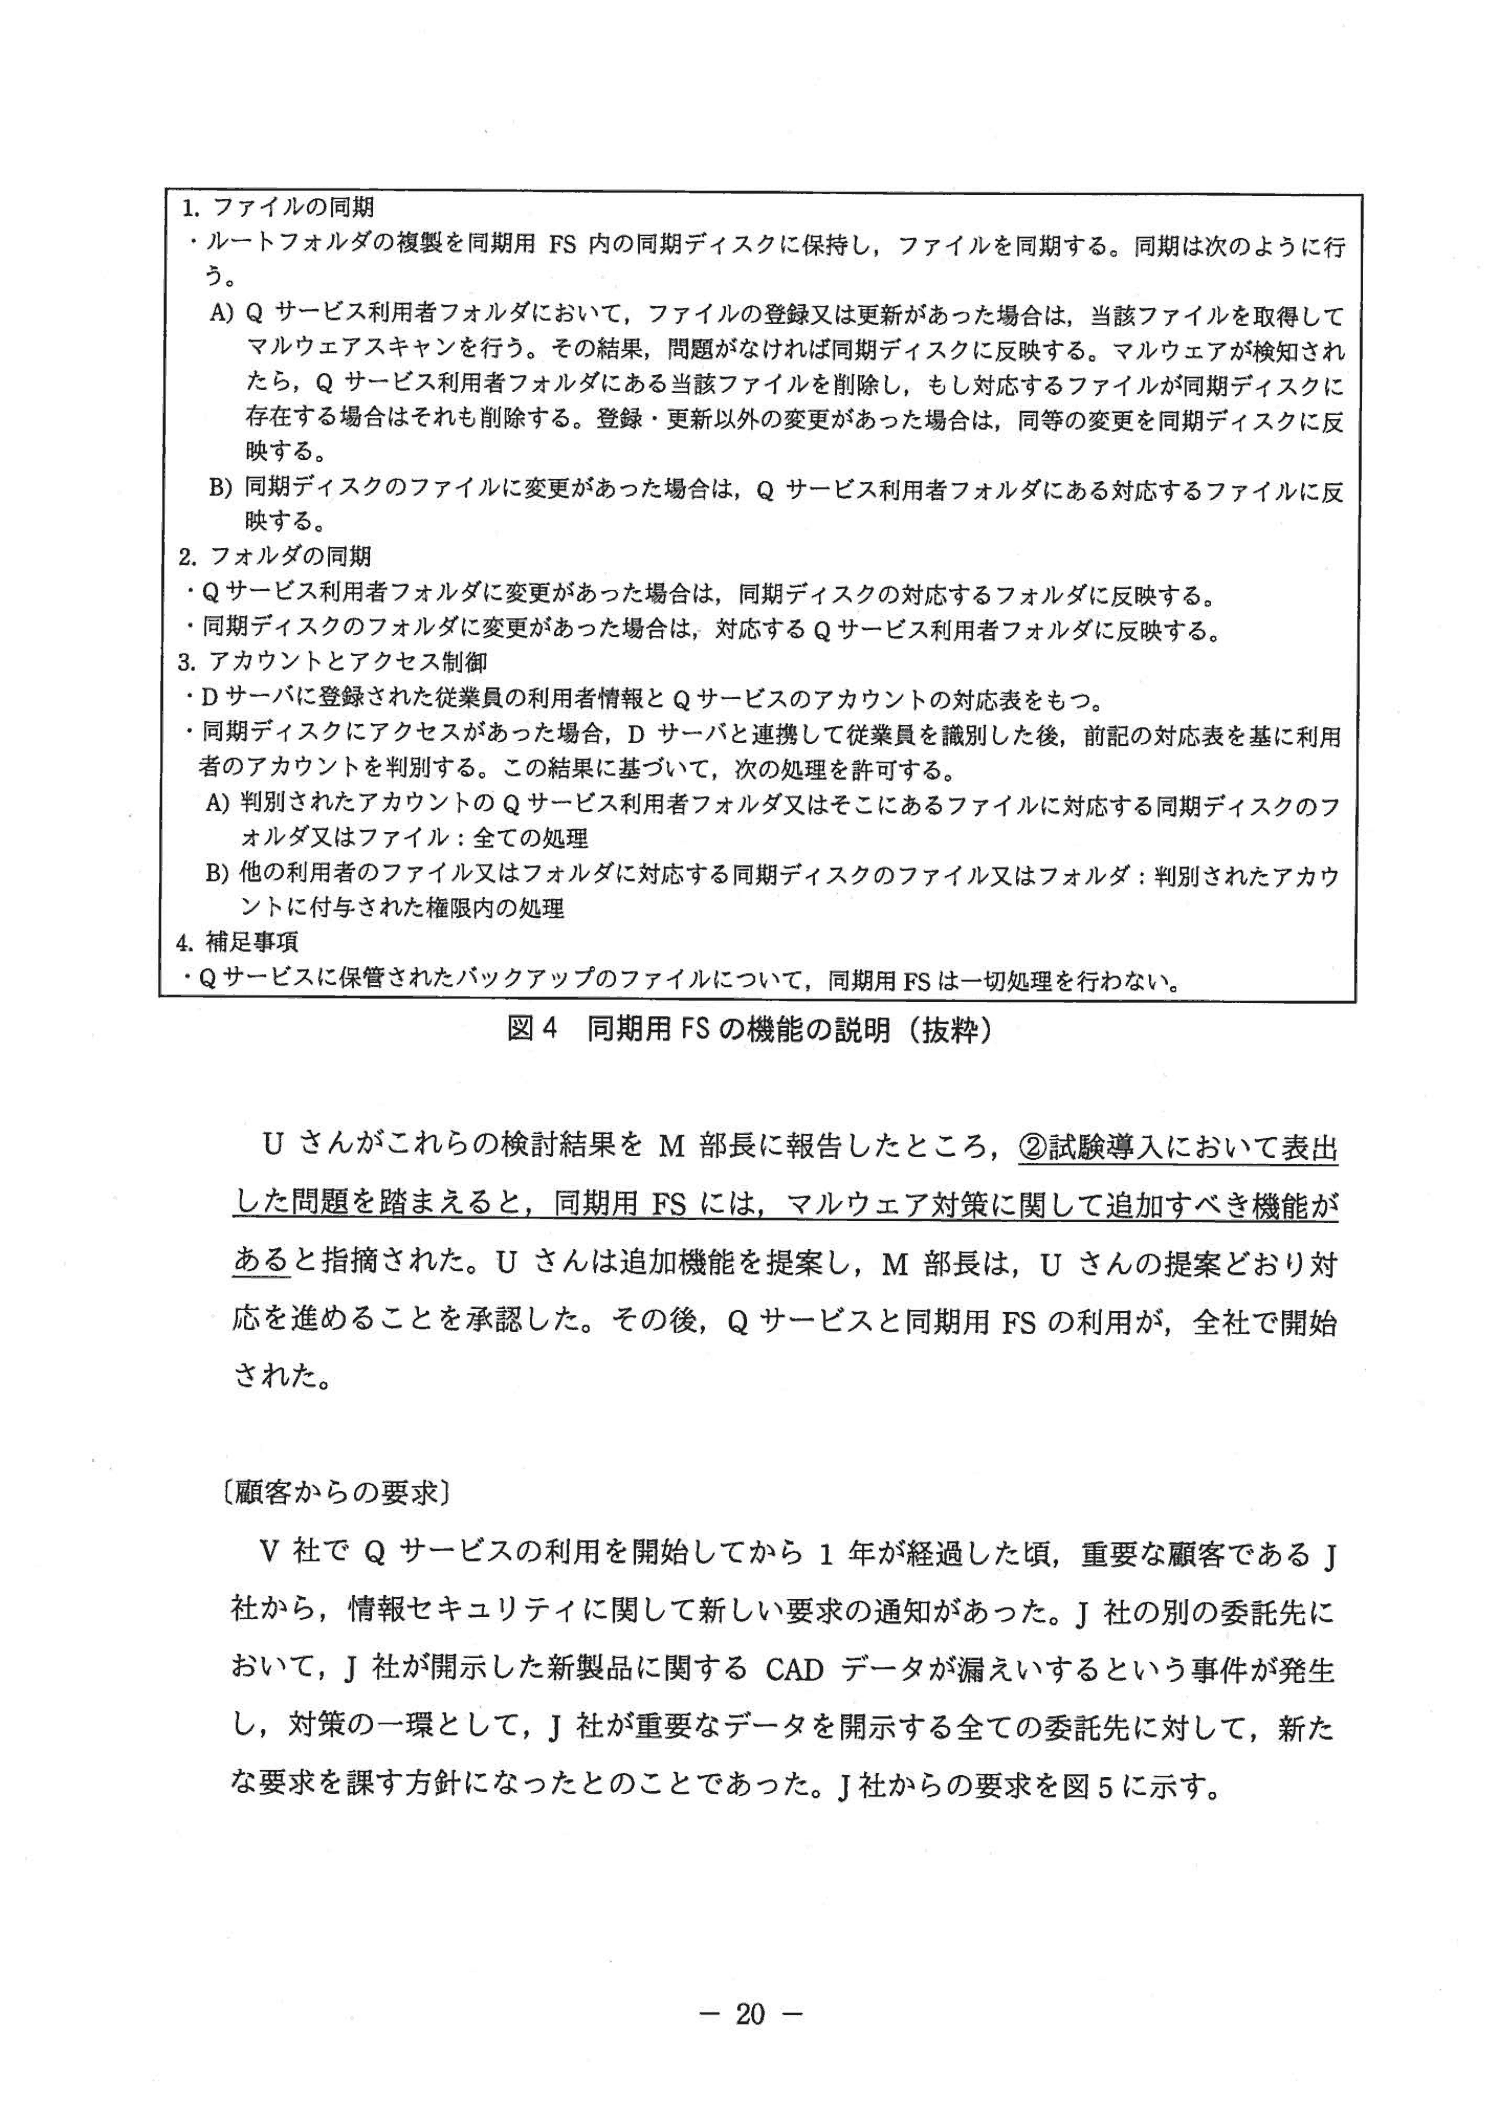 1. ファイルの同期
・ルートフォルダの複製を同期用 FS 内の同期ディスクに保持し，ファイルを同期する。同期は次のように行
う。
A) Q サービス利用者フォルダにおいて，ファイルの登録又は更新があった場合は，当該ファイルを取得して
マルウェアスキャンを行う。その結果，問題がなければ同期ディスクに反映する。マルウェアが検知され
たら，Q サービス利用者フォルダにある当該ファイルを削除し，もし対応するファイルが同期ディスクに
存在する場合はそれも削除する。登録・更新以外の変更があった場合は，同等の変更を同期ディスクに反
映する。
B) 同期ディスクのファイルに変更があった場合は，Q サービス利用者フォルダにある対応するファイルに反
映する。
2. フォルダの同期
・Q サービス利用者フォルダに変更があった場合は，同期ディスクの対応するフォルダに反映する。
・同期ディスクのフォルダに変更があった場合は，対応する Q サービス利用者フォルダに反映する。
3. アカウントとアクセス制御
・D サーバに登録された従業員の利用者情報と Q サービスのアカウントの対応表をもつ。
・同期ディスクにアクセスがあった場合，D サーバと連携して従業員を識別した後，前記の対応表を基に利用
者のアカウントを判別する。この結果に基づいて，次の処理を許可する。
A) 判別されたアカウントの Q サービス利用者フォルダ又はそこにあるファイルに対応する同期ディスクのフ
ォルダ又はファイル：全ての処理
B) 他の利用者のファイル又はフォルダに対応する同期ディスクのファイル又はフォルダ：判別されたアカウ
ントに付与された権限内の処理
4. 補足事項
・Q サービスに保管されたバックアップのファイルについて，同期用 FS は一切処理を行わない。
図 4　同期用 FS の機能の説明（抜粋）
U さんがこれらの検討結果を M 部長に報告したところ，②試験導入において表出
した問題を踏まえると，同期用 FS には，マルウェア対策に関して追加すべき機能が
あると指摘された。U さんは追加機能を提案し，M 部長は，U さんの提案どおり対
応を進めることを承認した。その後，Q サービスと同期用 FS の利用が，全社で開始
された。
〔顧客からの要求〕
V 社で Q サービスの利用を開始してから 1 年が経過した頃，重要な顧客である J
社から，情報セキュリティに関して新しい要求の通知があった。J 社の別の委託先に
おいて，J 社が開示した新製品に関する CAD データが漏えいするという事件が発生
し，対策の一環として，J 社が重要なデータを開示する全ての委託先に対して，新た
な要求を課す方針になったとのことであった。J 社からの要求を図 5 に示す。
－ 20 －